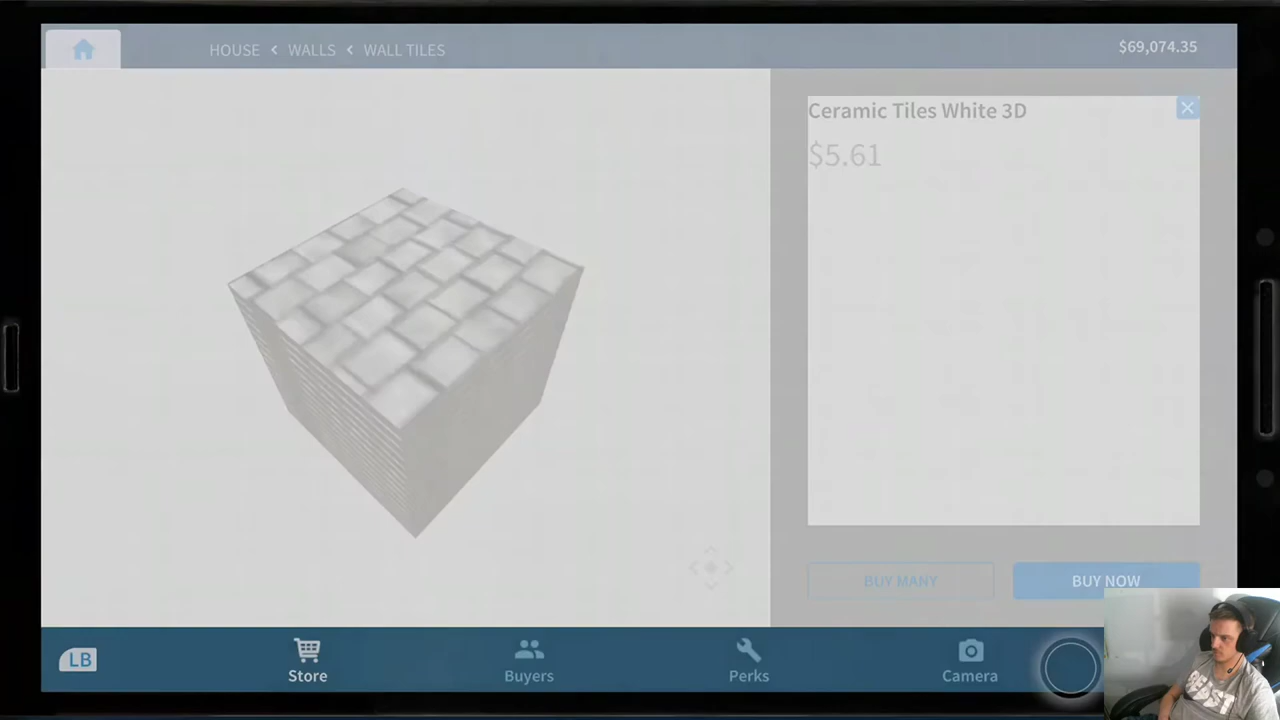 HOUSE < WALLS < WALL TILES
$69,074.35
Ceramic Tiles White 3D
$5.61
BUY MANY
BUY NOW
LB
Store
Buyers
Perks
Camera